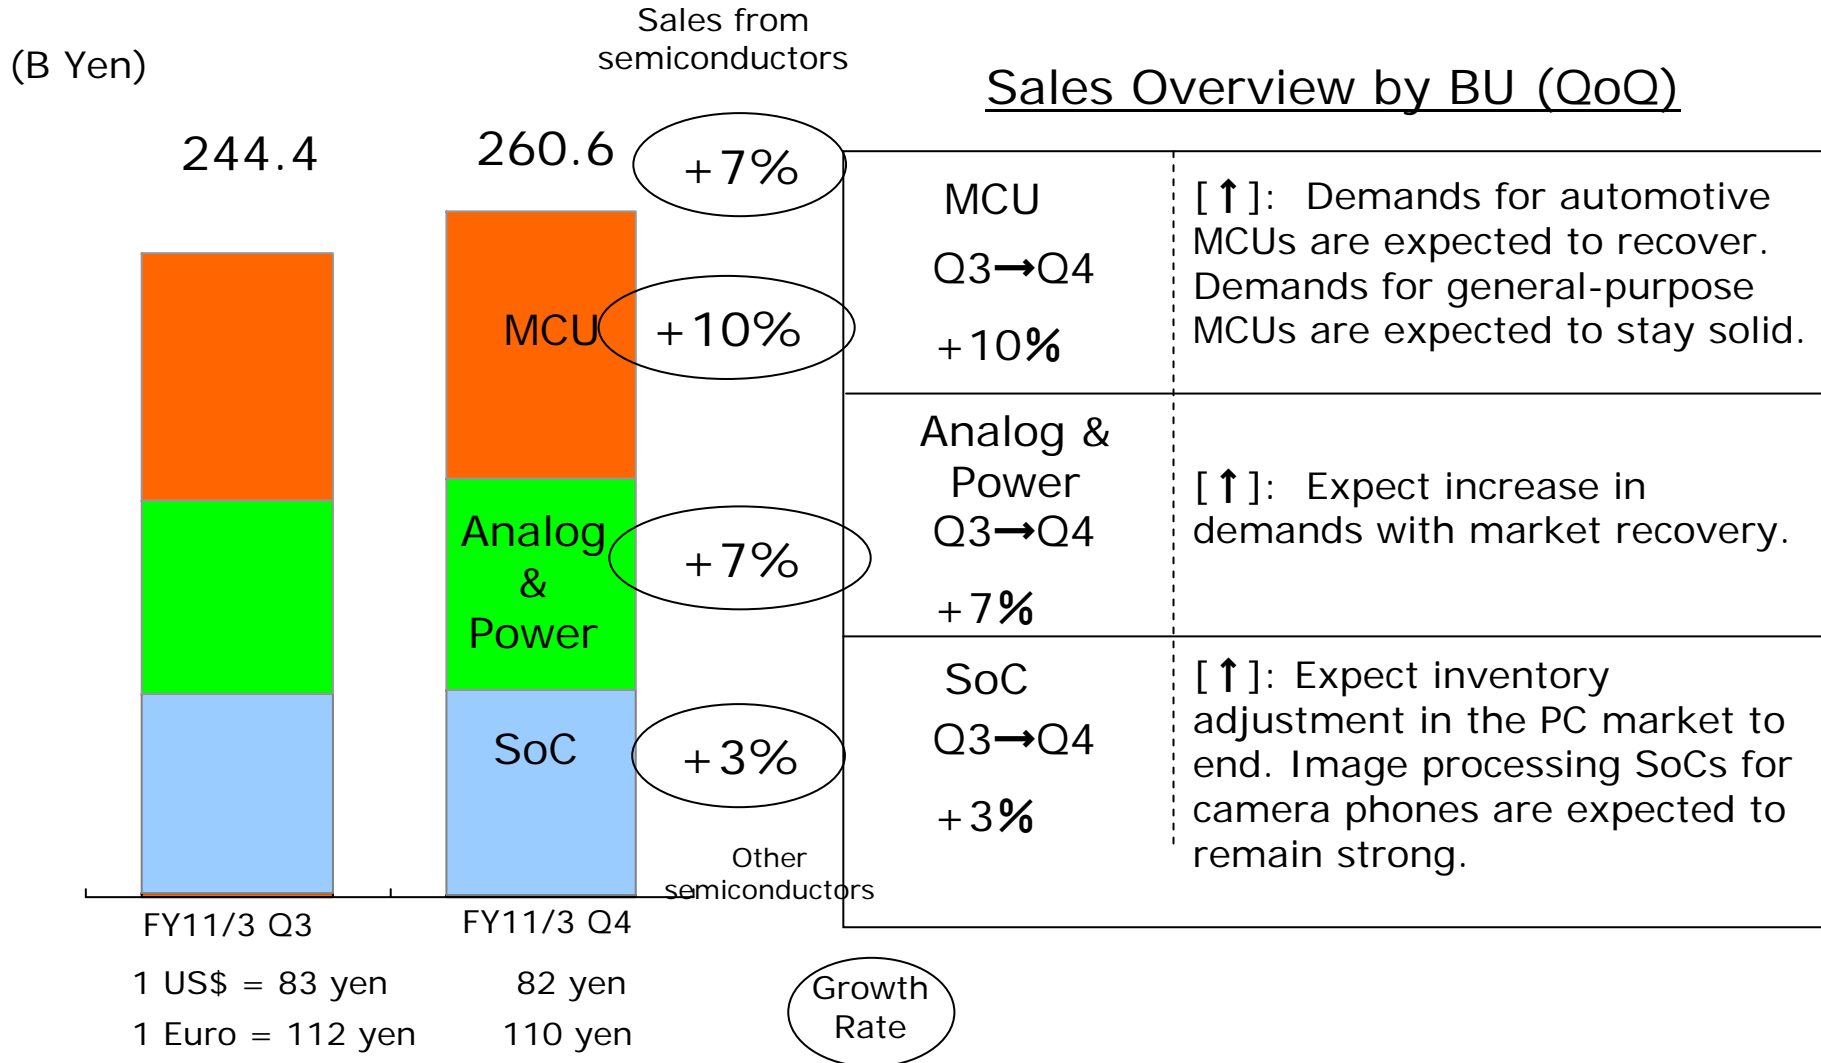 (B Yen)
Sales from
semiconductors
Sales Overview by BU (QoQ)
244.4
260.6
+7%
MCU
+10%
Analog
&
Power
+7%
SoC
+3%
Other
semiconductors
FY11/3 Q3
FY11/3 Q4
1 US$ = 83 yen
82 yen
1 Euro = 112 yen
110 yen
Growth
Rate
MCU
Q3→Q4
+10%
[↑]: Demands for automotive
MCUs are expected to recover.
Demands for general-purpose
MCUs are expected to stay solid.
Analog &
Power
Q3→Q4
+7%
[↑]: Expect increase in
demands with market recovery.
SoC
Q3→Q4
+3%
[↑]: Expect inventory
adjustment in the PC market to
end. Image processing SoCs for
camera phones are expected to
remain strong.